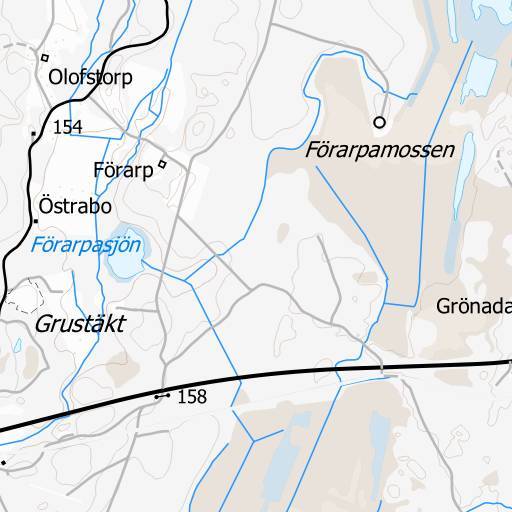 Olofstorp
154
Förarpamossen
Förarp
Östrabo
Förarpasjön
Grönada
Grustäkt
158